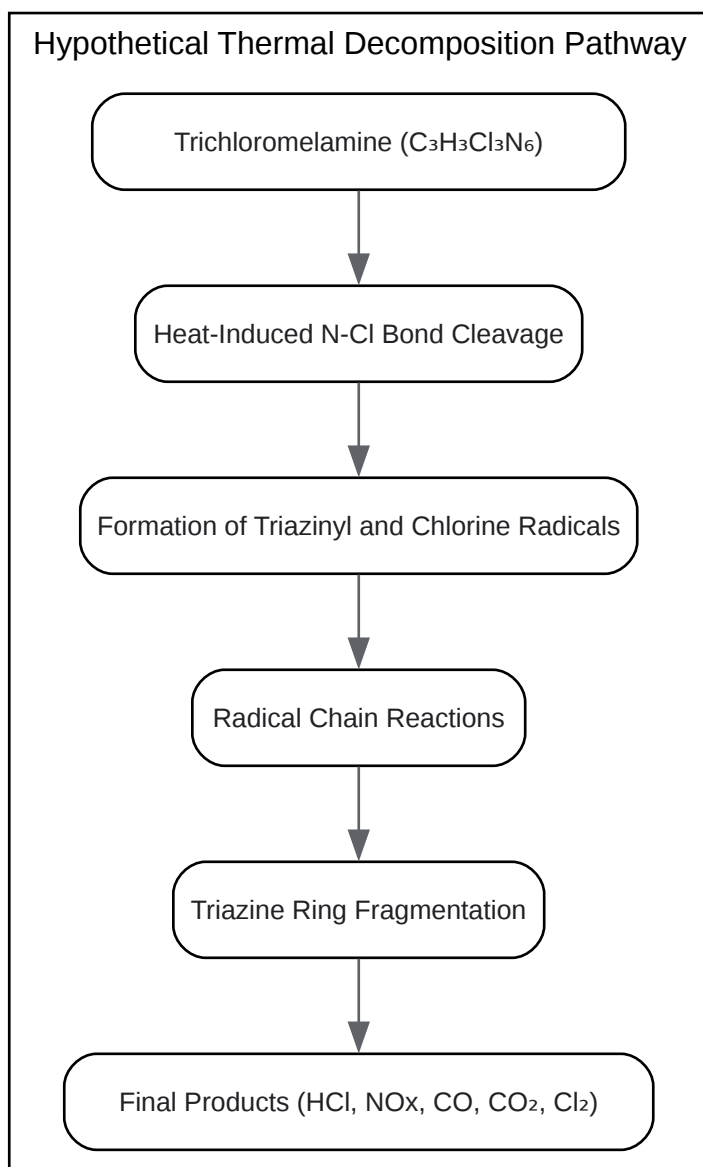 Hypothetical Thermal Decomposition Pathway
Trichloromelamine (C₃H₃Cl₃N₆)
Heat-Induced N-Cl Bond Cleavage
Formation of Triazinyl and Chlorine Radicals
Radical Chain Reactions
Triazine Ring Fragmentation
Final Products (HCl, NOx, CO, CO₂, Cl₂)